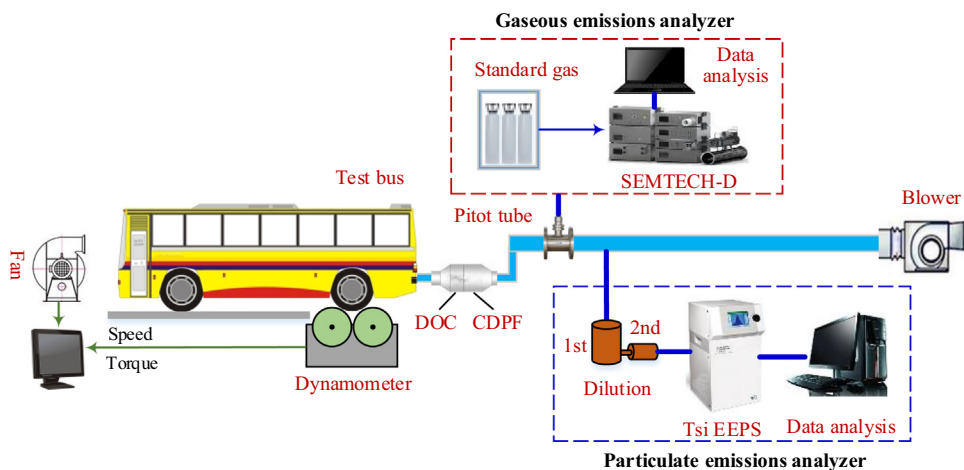 Gaseous emissions analyzer
Standard gas
Data
analysis
SEMTECH-D
Test bus
Pitot tube
Blower
Fan
DOC
CDPF
Speed
Torque
Dynamometer
1st
2nd
Dilution
Tsi EEPS
Data analysis
Particulate emissions analyzer